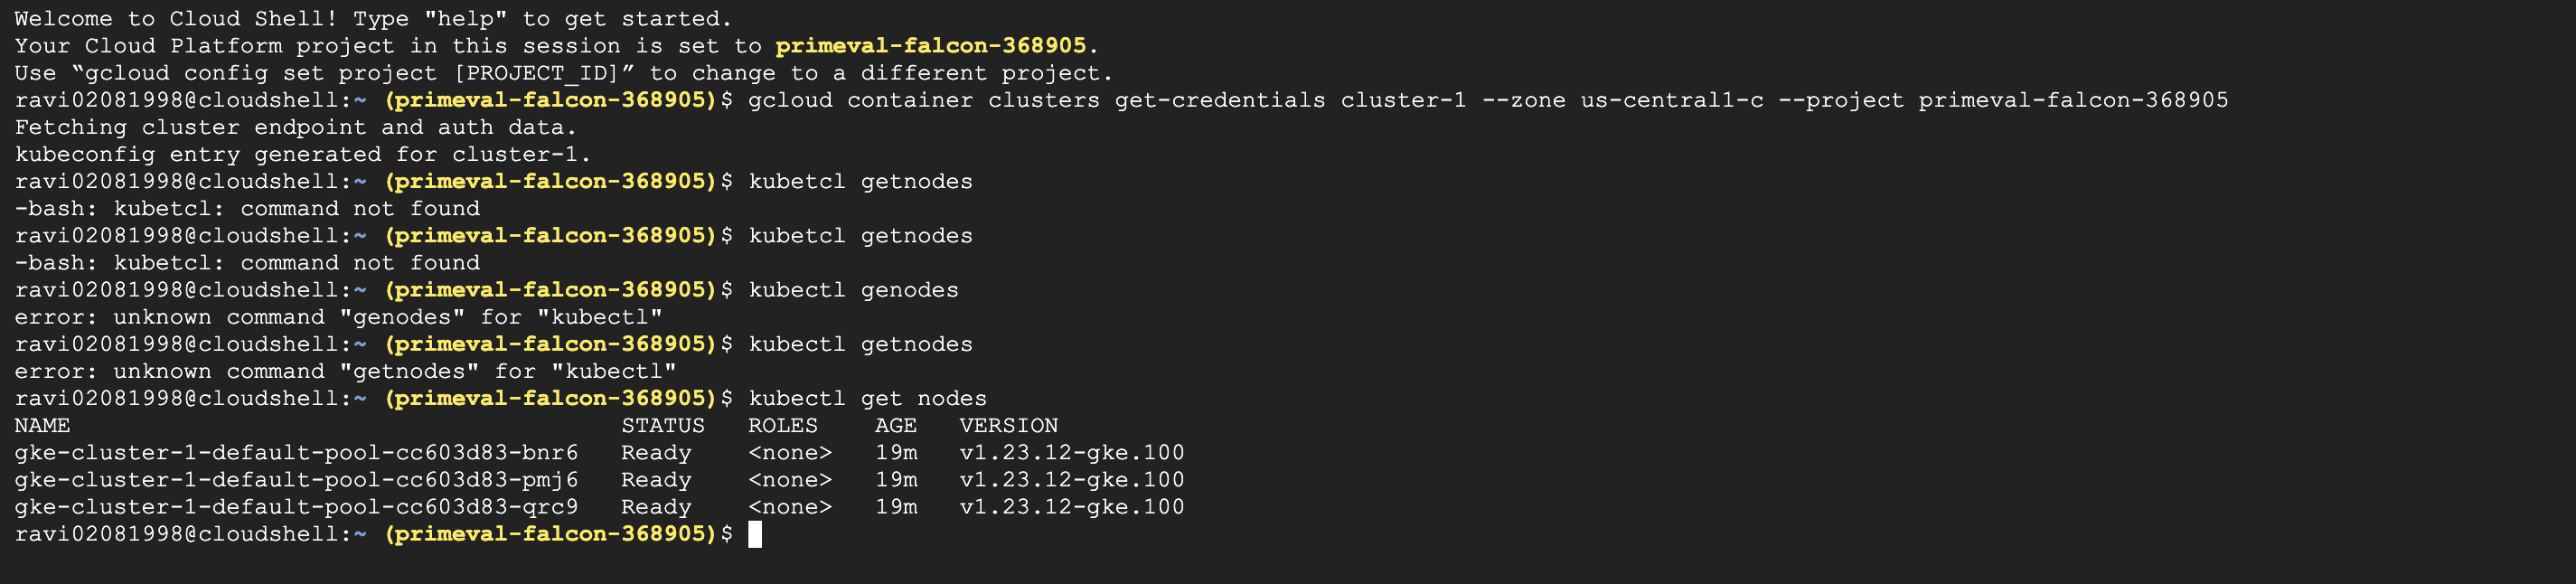 Welcome to Cloud Shell! Type "help" to get started.
Your Cloud Platform project in this session is set to primeval-falcon-368905.
Use “gcloud config set project [PROJECT_ID]” to change to a different project.
ravi02081998@cloudshell:~ (primeval-falcon-368905)$ gcloud container clusters get-credentials cluster-1 --zone us-central1-c --project primeval-falcon-368905
Fetching cluster endpoint and auth data.
kubeconfig entry generated for cluster-1.
ravi02081998@cloudshell:~ (primeval-falcon-368905)$ kubetcl getnodes
-bash: kubetcl: command not found
ravi02081998@cloudshell:~ (primeval-falcon-368905)$ kubetcl getnodes
-bash: kubetcl: command not found
ravi02081998@cloudshell:~ (primeval-falcon-368905)$ kubectl genodes
error: unknown command "genodes" for "kubectl"
ravi02081998@cloudshell:~ (primeval-falcon-368905)$ kubectl getnodes
error: unknown command "getnodes" for "kubectl"
ravi02081998@cloudshell:~ (primeval-falcon-368905)$ kubectl get nodes
NAME STATUS ROLES AGE VERSION
gke-cluster-1-default-pool-cc603d83-bnr6 Ready <none> 19m v1.23.12-gke.100
gke-cluster-1-default-pool-cc603d83-pmj6 Ready <none> 19m v1.23.12-gke.100
gke-cluster-1-default-pool-cc603d83-qrc9 Ready <none> 19m v1.23.12-gke.100
ravi02081998@cloudshell:~ (primeval-falcon-368905)$